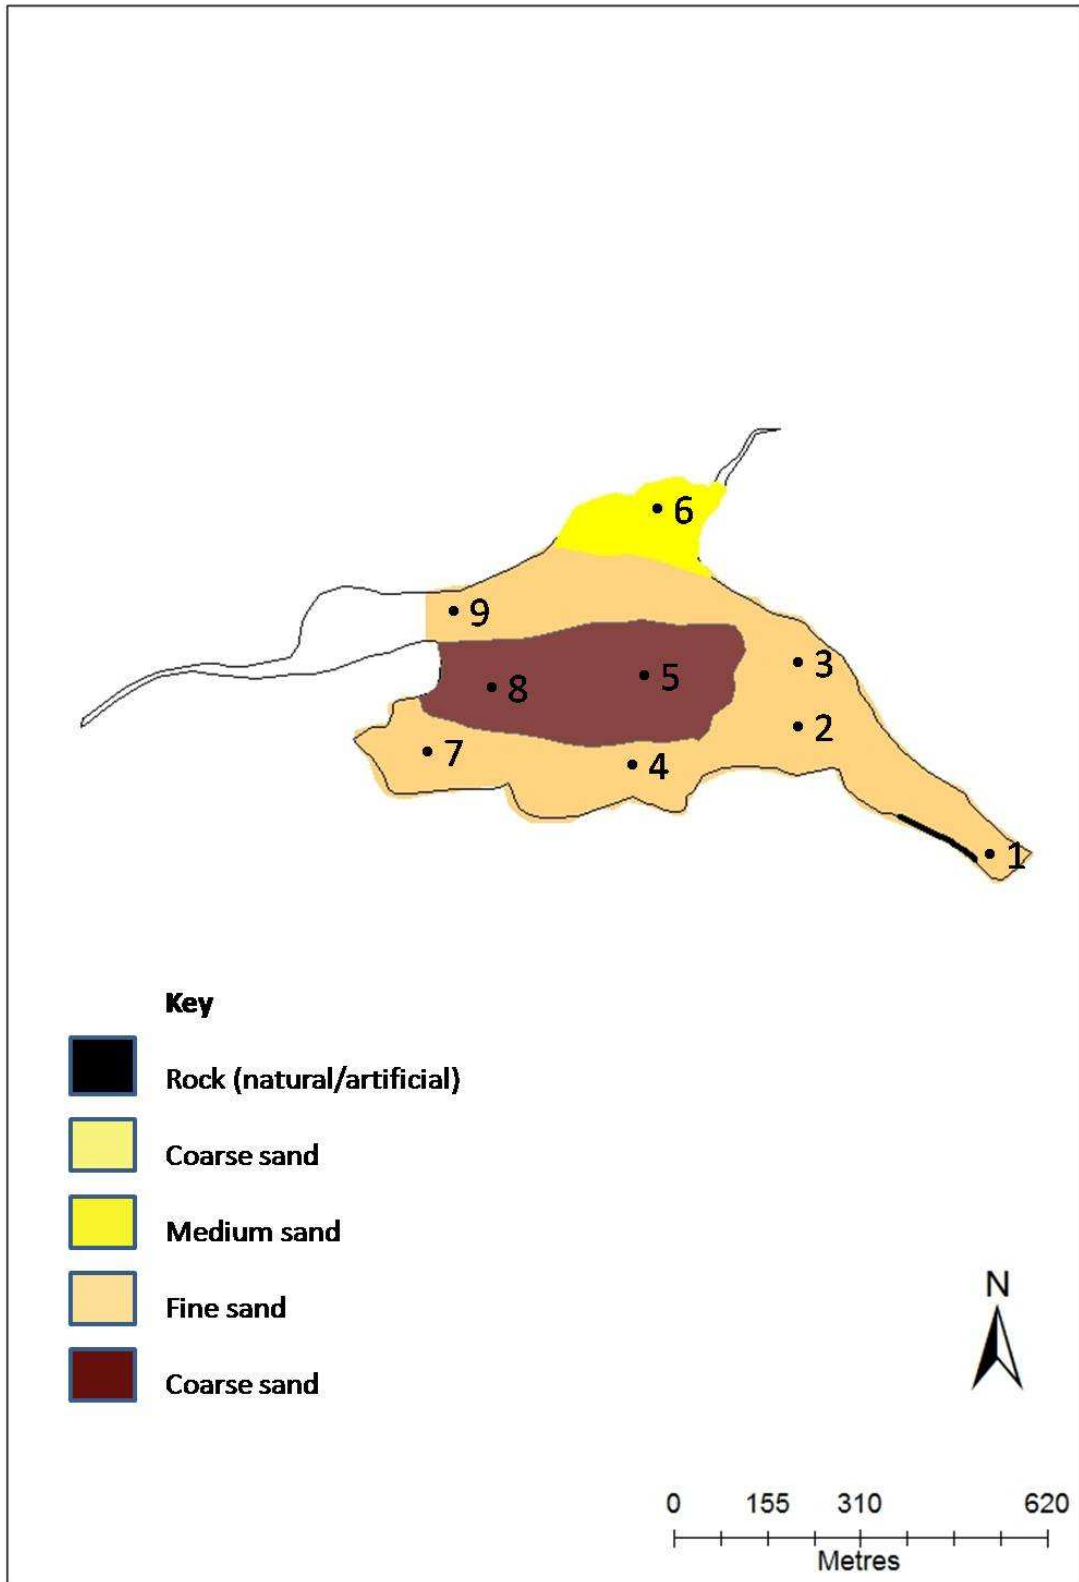 6
9
3
8
5
2
7
4
1
Key
Rock (natural/artificial)
Coarse sand
Medium sand
Fine sand
Coarse sand
N
0 155 310 620
Metres